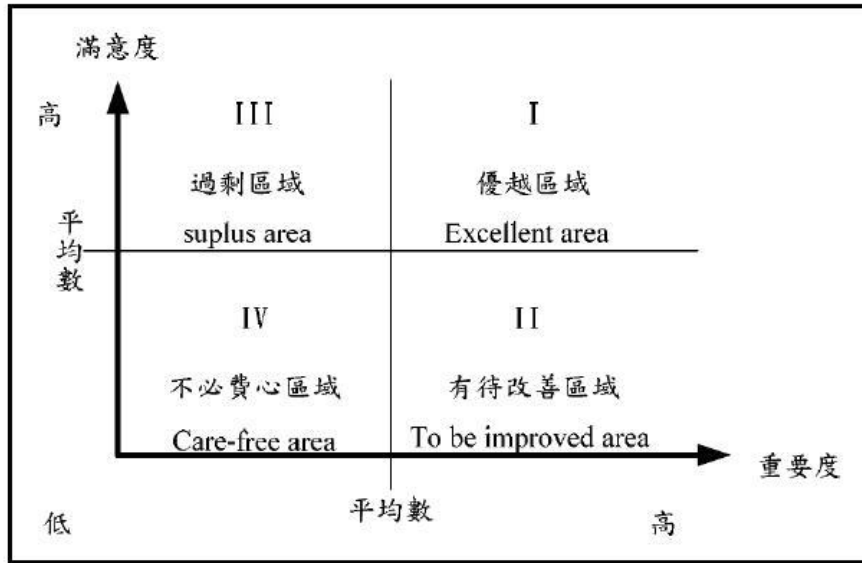 滿意度
高
III
I
過剩區域
優越區域
suplus area
Excellent area
平均數
IV
II
不必費心區域
有待改善區域
Care-free area
To be improved area
重要度
平均數
低
高